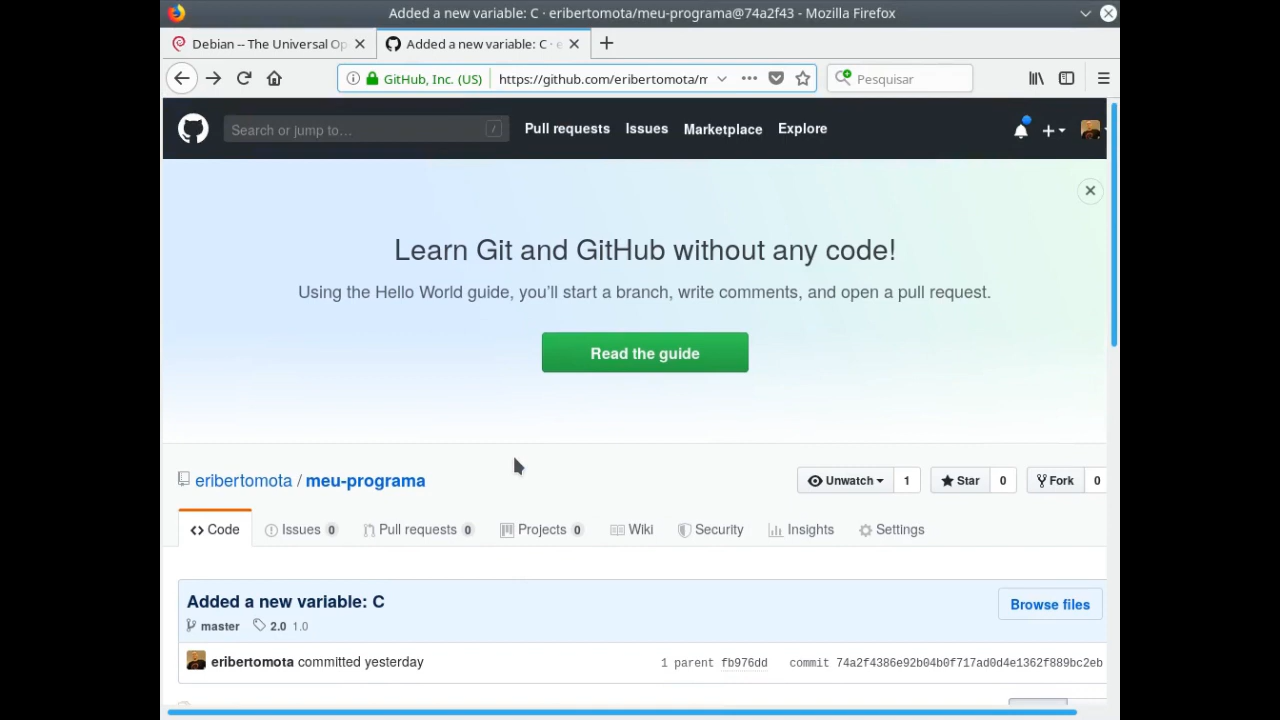 Added a new variable: C · eribertomota/meu-programa@74a2f43 - Mozilla Firefox
Debian -- The Universal Op
Added a new variable: C · e
GitHub, Inc. (US)
https://github.com/eribertomota/m
Pesquisar
Search or jump to…
/
Pull requests
Issues
Marketplace
Explore
Learn Git and GitHub without any code!
Using the Hello World guide, you’ll start a branch, write comments, and open a pull request.
Read the guide
eribertomota / meu-programa
Unwatch 1
Star 0
Fork 0
Code
Issues 0
Pull requests 0
Projects 0
Wiki
Security
Insights
Settings
Added a new variable: C
Browse files
master 2.0 1.0
eribertomota committed yesterday
1 parent fb976dd commit 74a2f4386e92b04b0f717ad0d4e1362f889bc2eb